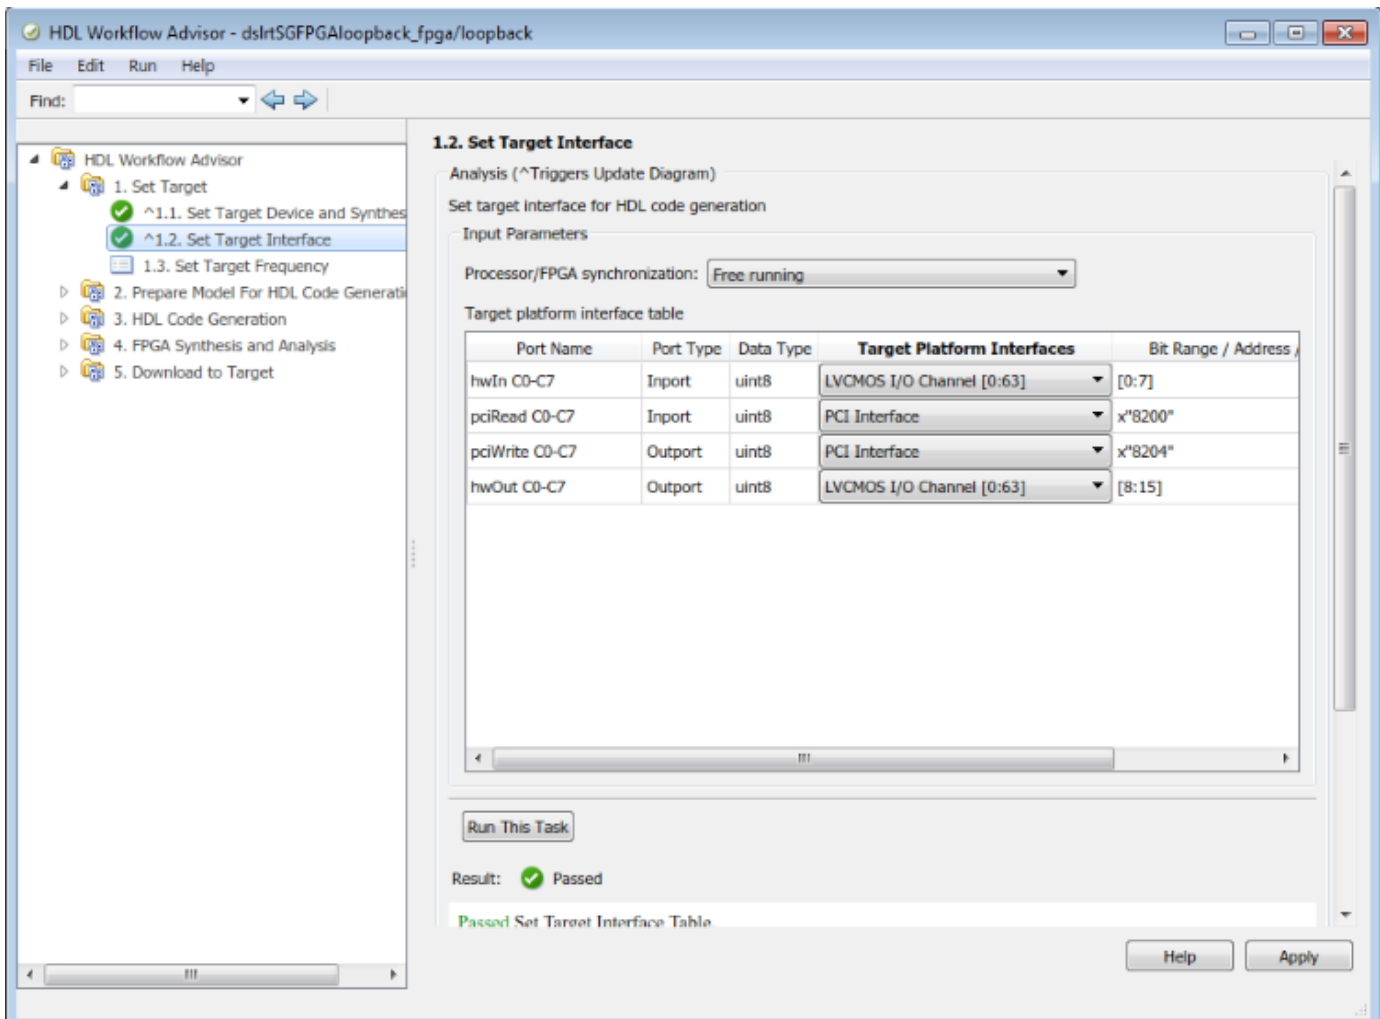 HDL Workflow Advisor - dslrtSGFPGAloopback_fpga/loopback
File Edit Run Help
Find:
HDL Workflow Advisor
1. Set Target
^1.1. Set Target Device and Synthes
^1.2. Set Target Interface
1.3. Set Target Frequency
2. Prepare Model For HDL Code Generati
3. HDL Code Generation
4. FPGA Synthesis and Analysis
5. Download to Target
1.2. Set Target Interface
Analysis (^Triggers Update Diagram)
Set target interface for HDL code generation
Input Parameters
Processor/FPGA synchronization: Free running
Target platform interface table
Port Name Port Type Data Type Target Platform Interfaces Bit Range / Address /
hwIn C0-C7 Inport uint8 LVCMOS I/O Channel [0:63] [0:7]
pciRead C0-C7 Inport uint8 PCI Interface x"8200"
pciWrite C0-C7 Outport uint8 PCI Interface x"8204"
hwOut C0-C7 Outport uint8 LVCMOS I/O Channel [0:63] [8:15]
Run This Task
Result: Passed
Passed Set Target Interface Table.
Help Apply